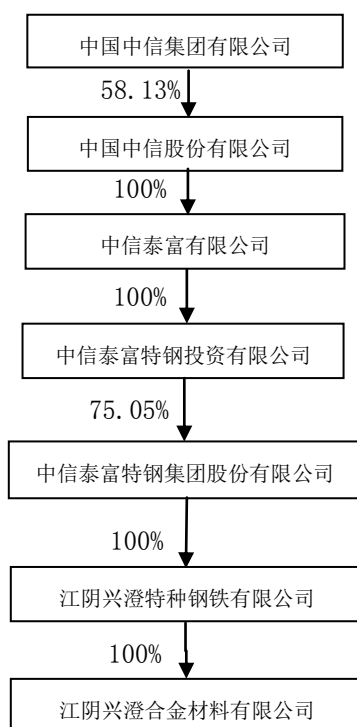 中国中信集团有限公司
58.13%
中国中信股份有限公司
100%
中信泰富有限公司
100%
中信泰富特钢投资有限公司
75.05%
中信泰富特钢集团股份有限公司
100%
江阴兴澄特种钢铁有限公司
100%
江阴兴澄合金材料有限公司